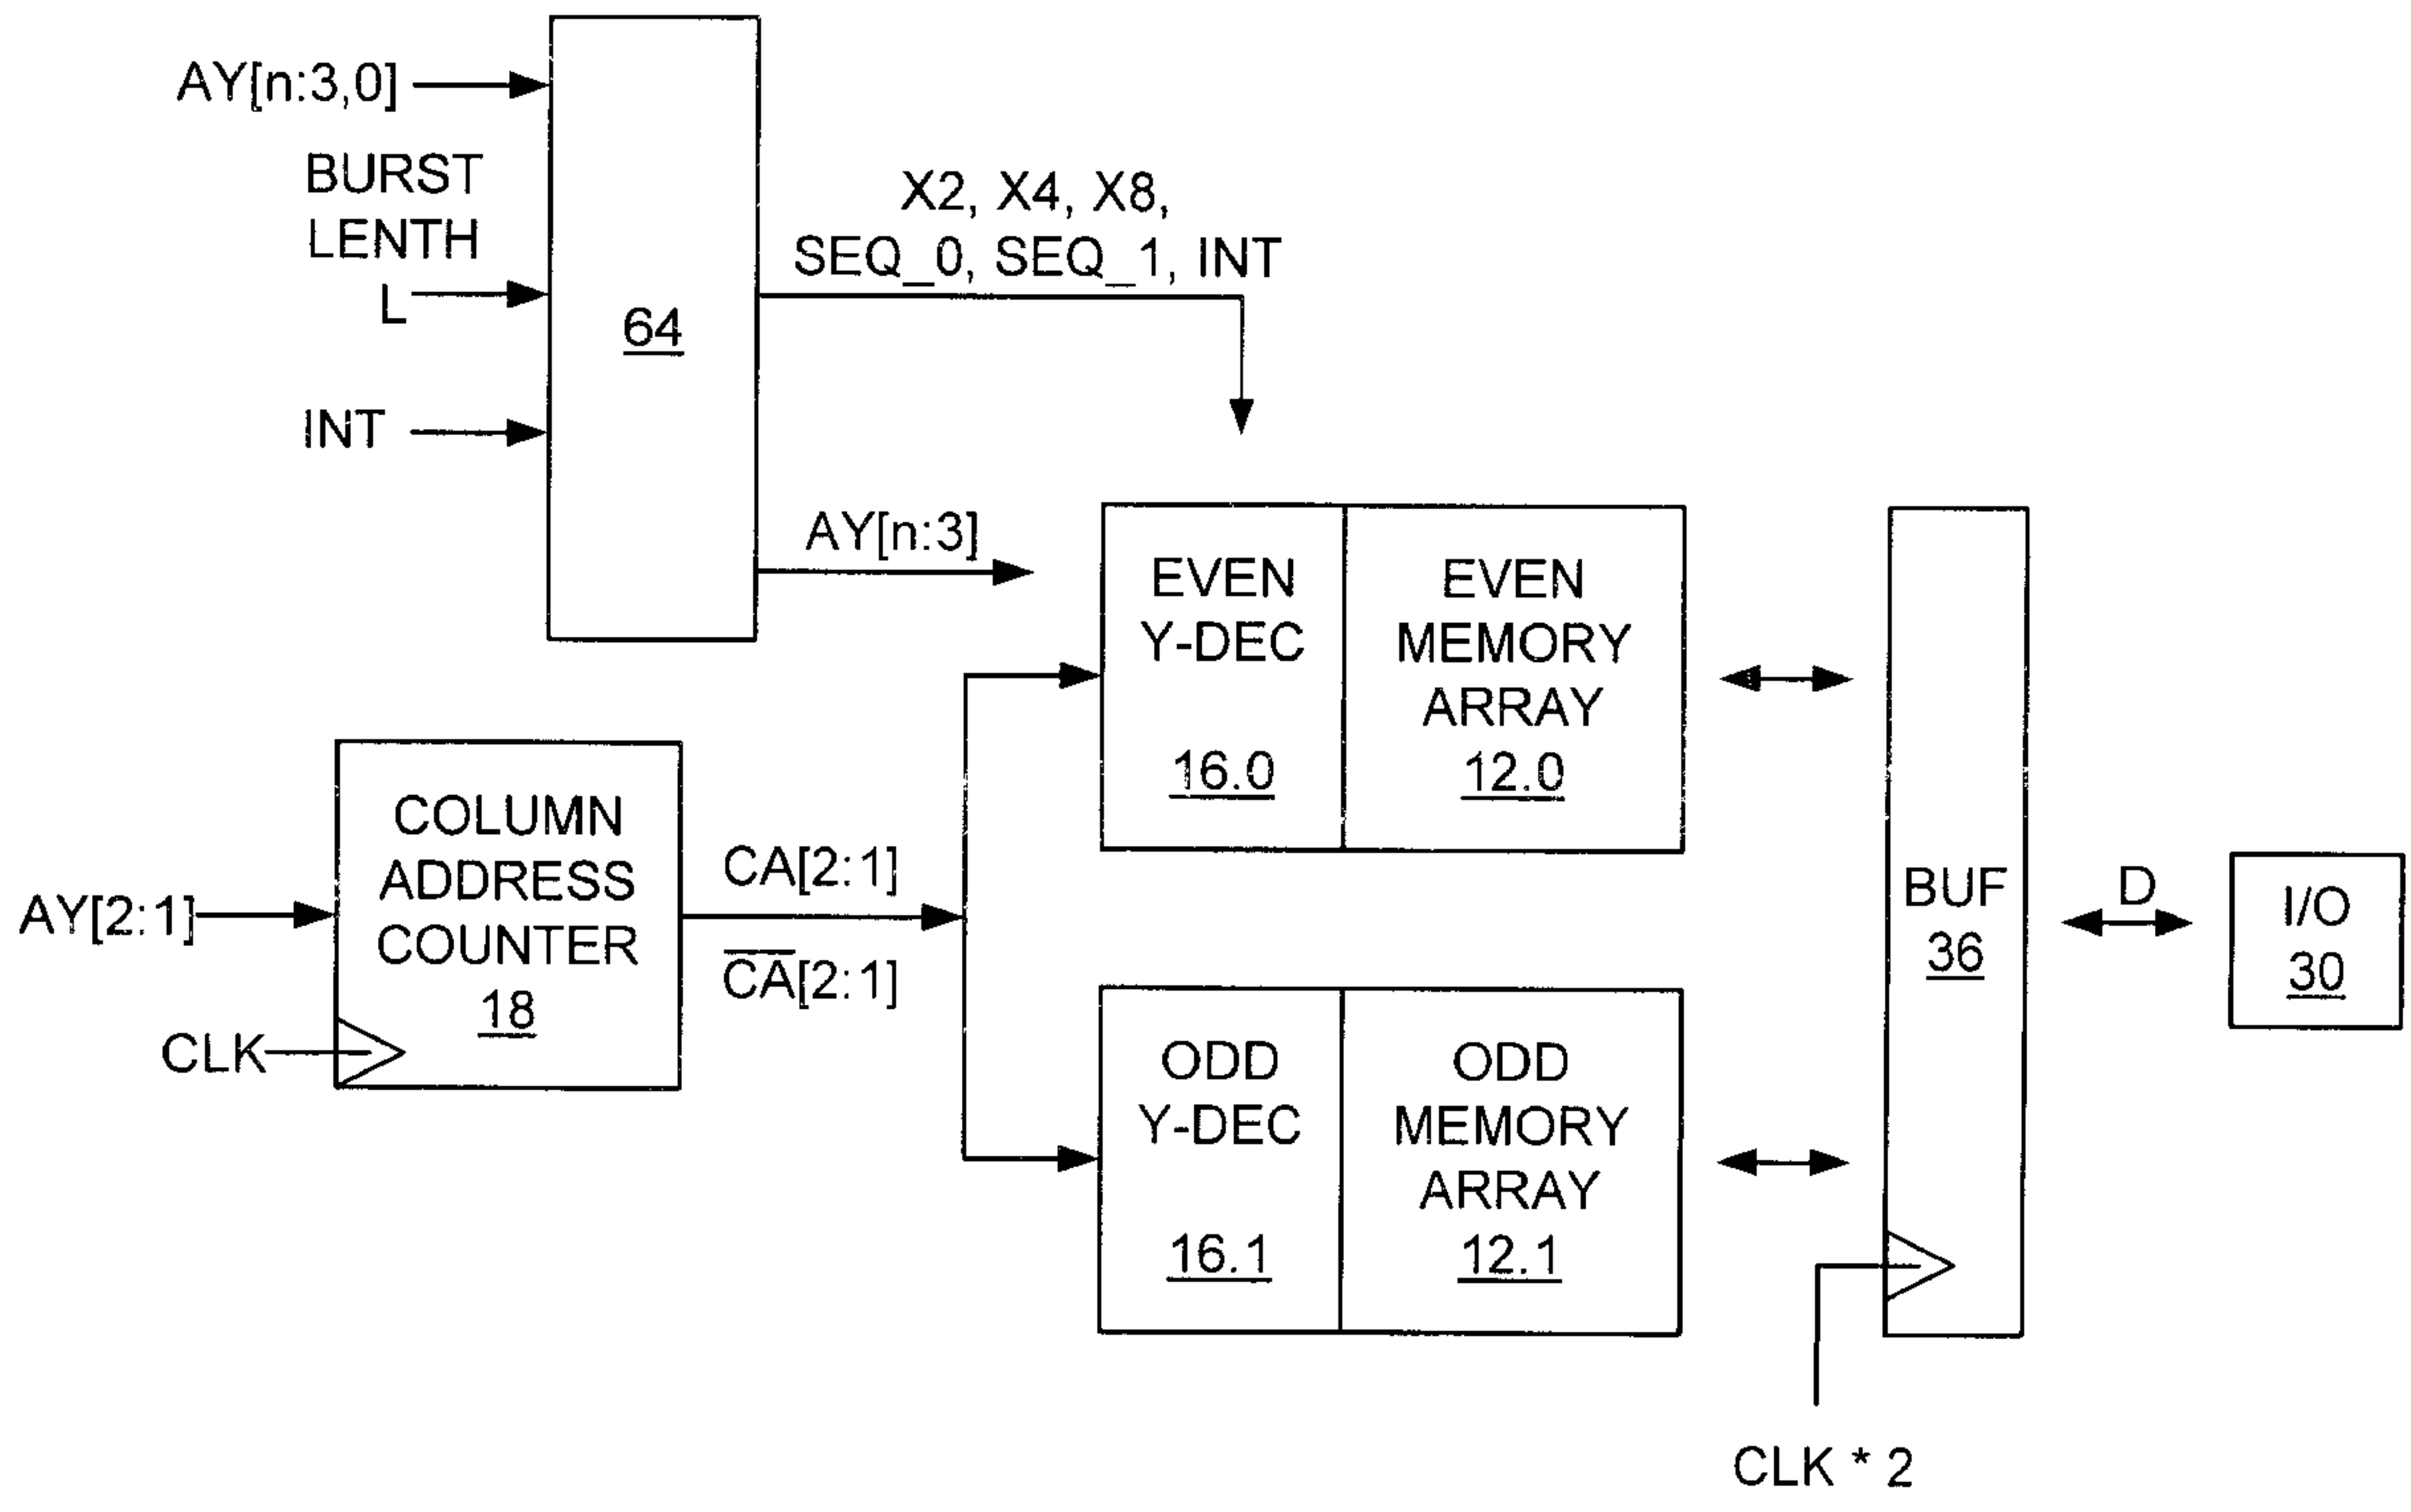 AY[n:3,0]
BURST
LENTH
L
INT
64
X2, X4, X8,
SEQ_0, SEQ_1, INT
AY[n:3]
EVEN
Y-DEC
16.0
EVEN
MEMORY
ARRAY
12.0
AY[2:1]
COLUMN
ADDRESS
COUNTER
18
CLK
CA[2:1]
C̅A̅[2:1]
ODD
Y-DEC
16.1
ODD
MEMORY
ARRAY
12.1
BUF
36
D
I/O
30
CLK * 2